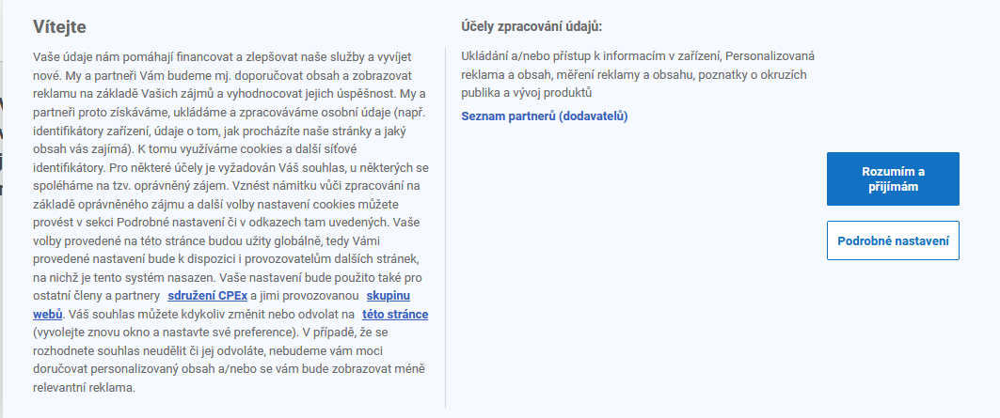 Vítejte
Vaše údaje nám pomáhají financovat a zlepšovat naše služby a vyvíjet
nové. My a partneři Vám budeme mj. doporučovat obsah a zobrazovat
reklamu na základě Vašich zájmů a vyhodnocovat jejich úspěšnost. My a
partneři proto získáváme, ukládáme a zpracováváme osobní údaje (např.
identifikátory zařízení, údaje o tom, jak procházíte naše stránky a jaký
obsah vás zajímá). K tomu využíváme cookies a další síťové
identifikátory. Pro některé účely je vyžadován Váš souhlas, u některých se
spoléháme na tzv. oprávněný zájem. Vznést námitku vůči zpracování na
základě oprávněného zájmu a další volby nastavení cookies můžete
provést v sekci Podrobné nastavení či v odkazech tam uvedených. Vaše
volby provedené na této stránce budou užity globálně, tedy Vámi
provedené nastavení bude k dispozici i provozovatelům dalších stránek,
na nichž je tento systém nasazen. Vaše nastavení bude použito také pro
ostatní členy a partnery sdružení CPEx a jimi provozovanou skupinu
webů. Váš souhlas můžete kdykoliv změnit nebo odvolat na této stránce
(vyvolejte znovu okno a nastavte své preference). V případě, že se
rozhodnete souhlas neudělit či jej odvoláte, nebudeme vám moci
doručovat personalizovaný obsah a/nebo se vám bude zobrazovat méně
relevantní reklama.
Účely zpracování údajů:
Ukládání a/nebo přístup k informacím v zařízení, Personalizovaná
reklama a obsah, měření reklamy a obsahu, poznatky o okruzích
publika a vývoj produktů
Seznam partnerů (dodavatelů)
Rozumím a
přijímám
Podrobné nastavení